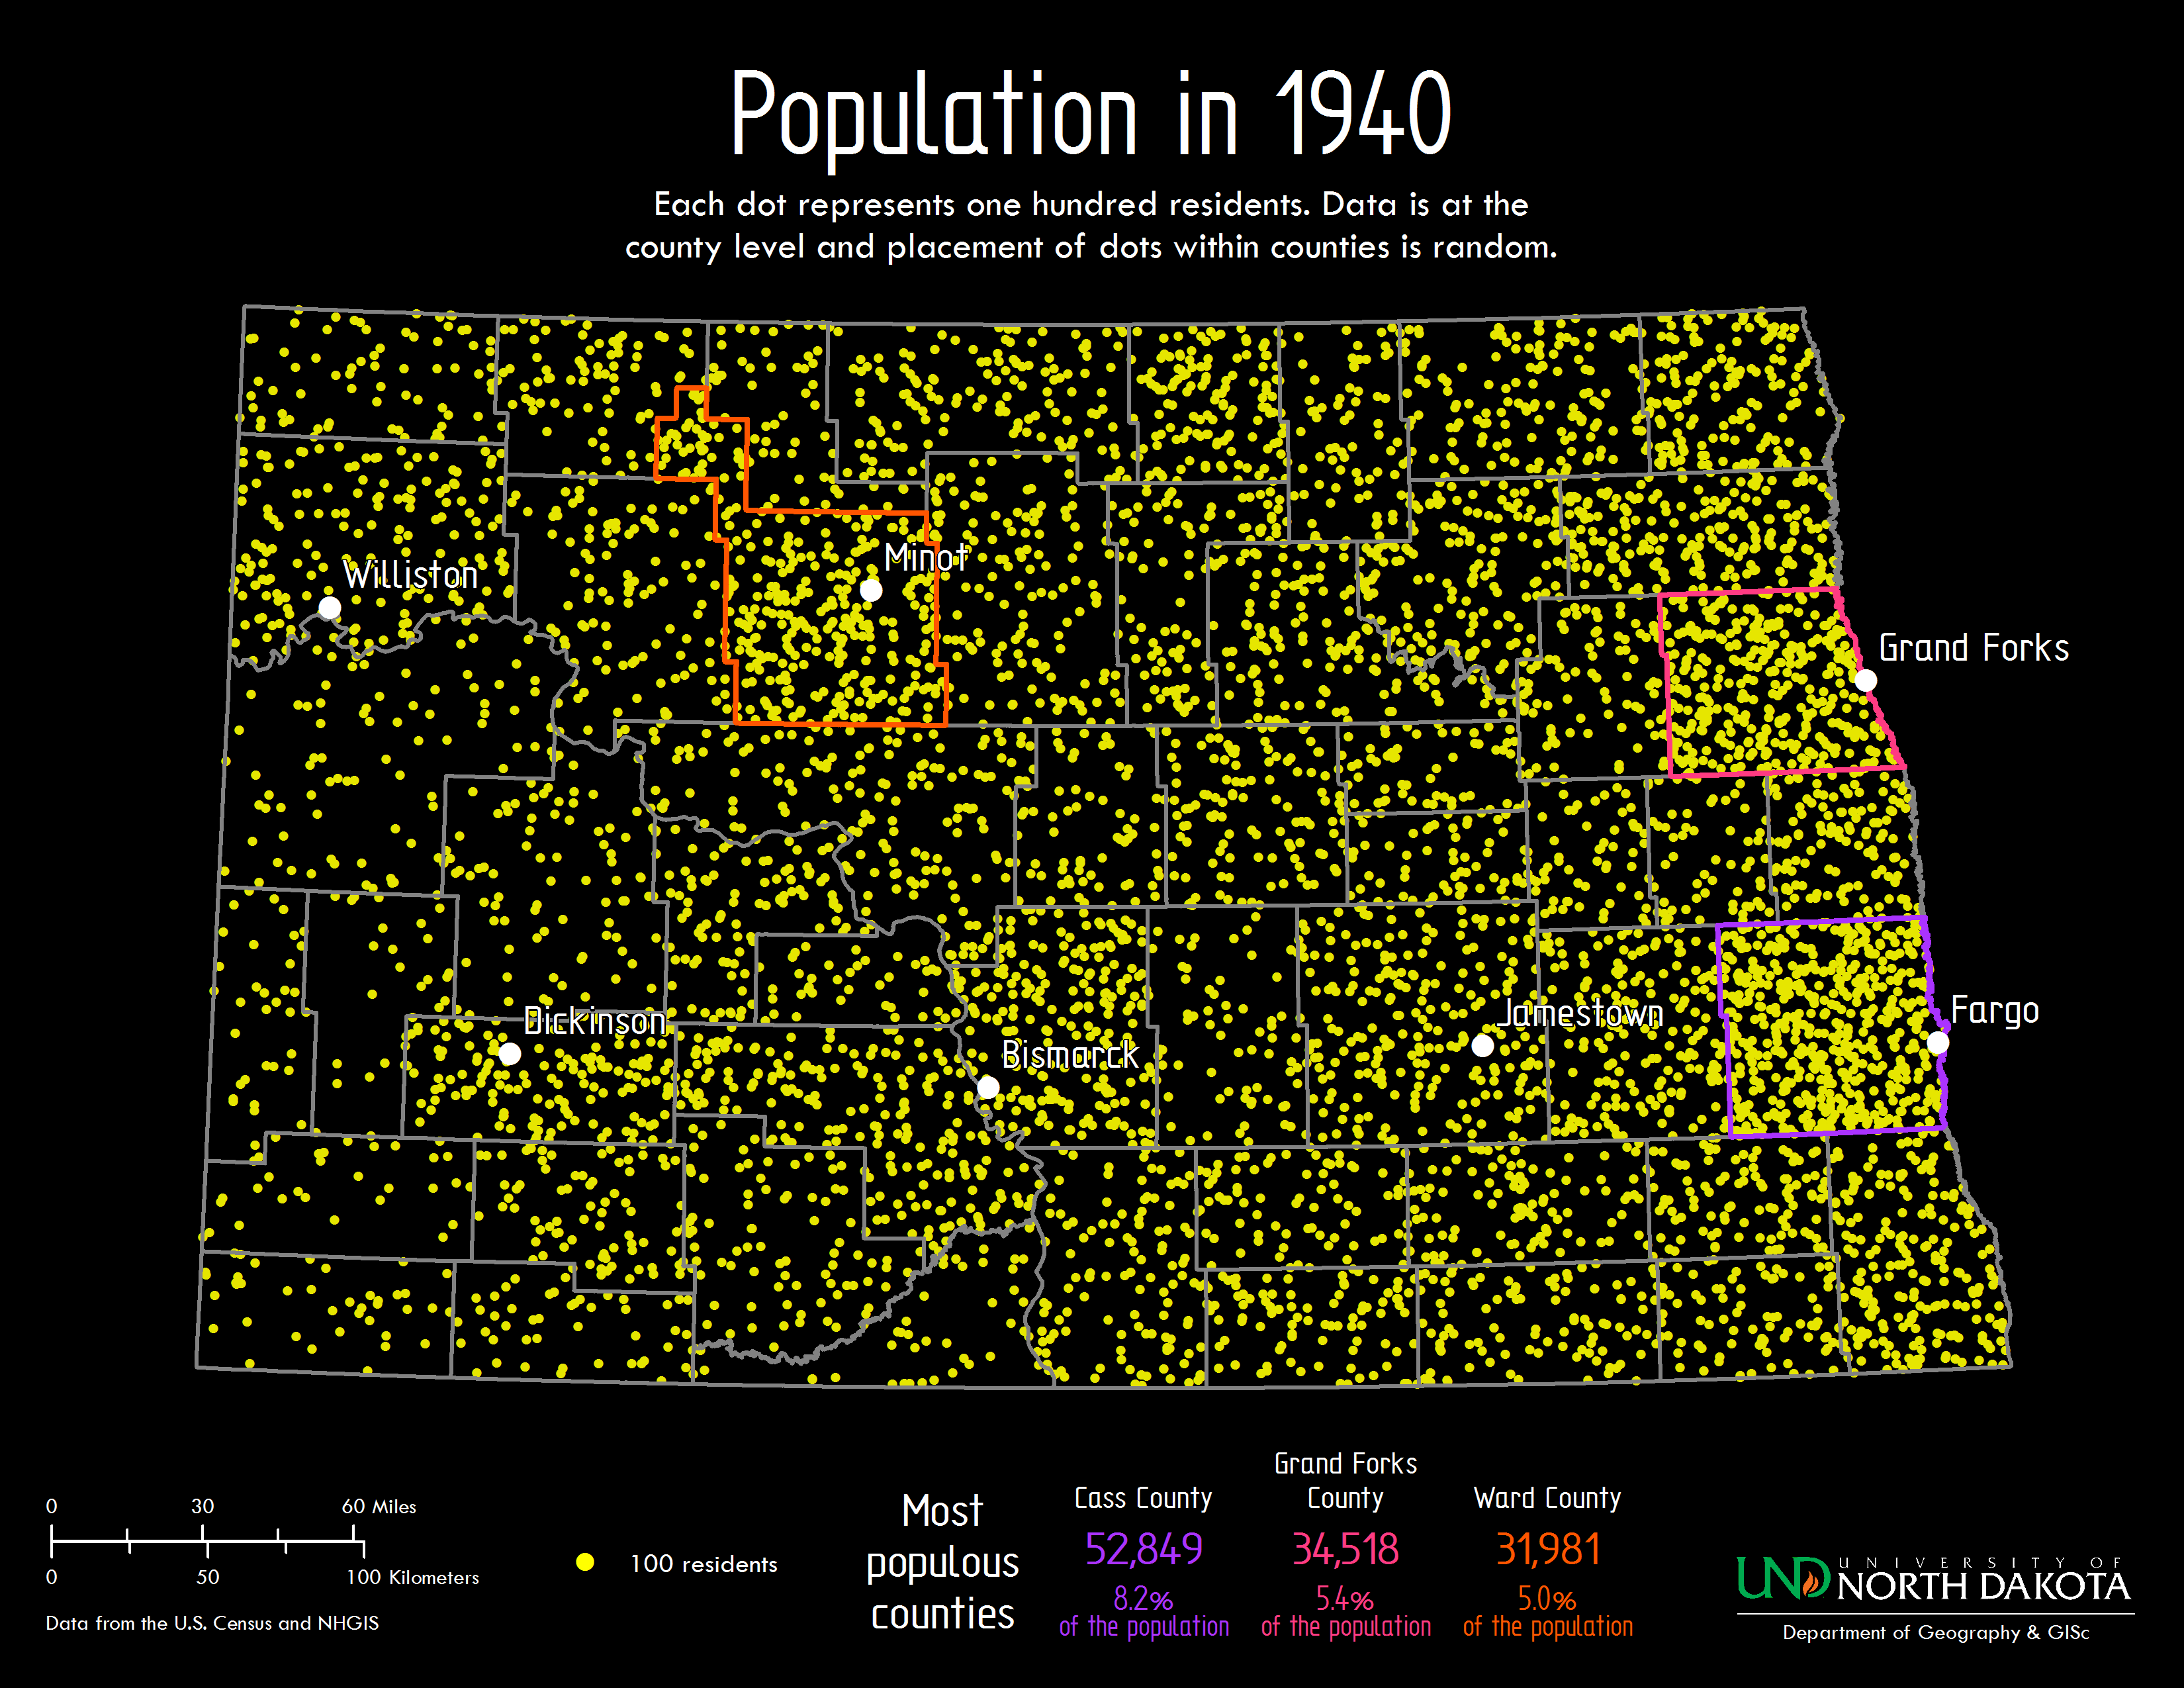 Population in 1940
Each dot represents one hundred residents. Data is at the
county level and placement of dots within counties is random.
Minot
Williston
Grand Forks
Fargo
Jamestown
Dickinson
Bismarck
0 30 60 Miles
0 50 100 Kilometers
Data from the U.S. Census and NHGIS
100 residents
Most
populous
counties
Cass County
52,849
8.2%
of the population
Grand Forks
County
34,518
5.4%
of the population
Ward County
31,981
5.0%
of the population
UND
UNIVERSITY OF
NORTH DAKOTA
Department of Geography & GISc